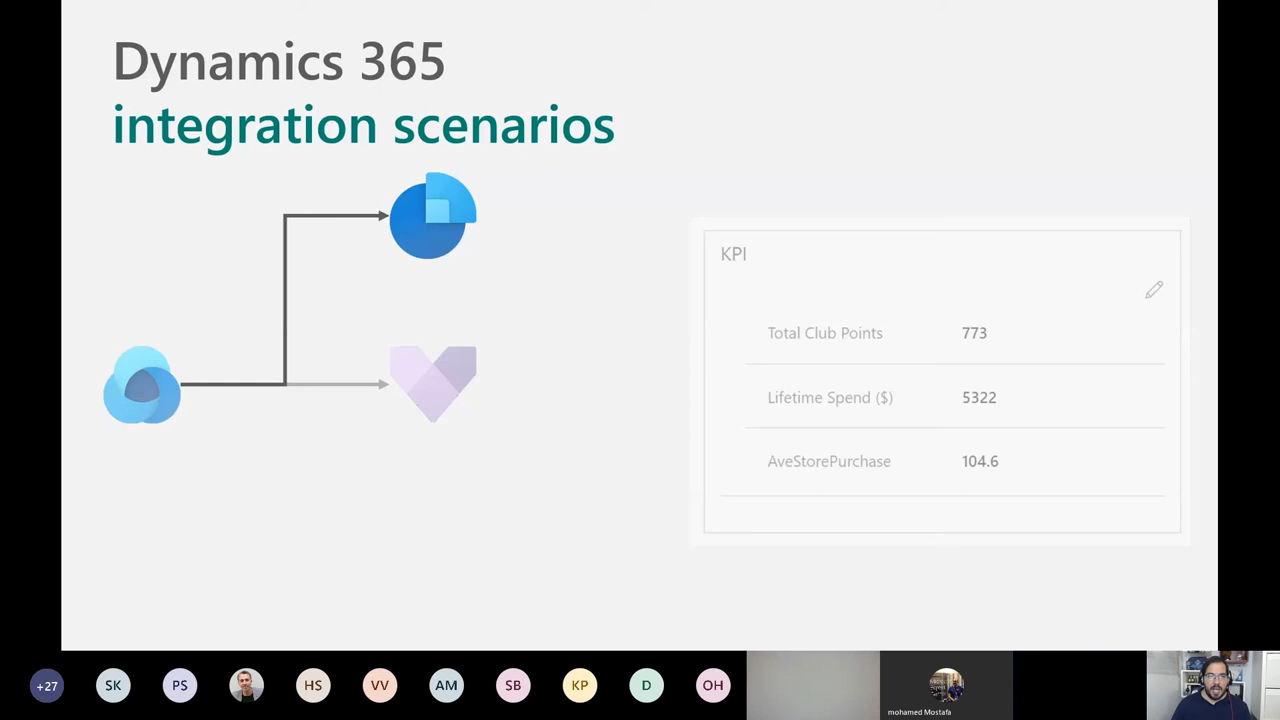 Dynamics 365
integration scenarios
KPI
Total Club Points 773
Lifetime Spend ($) 5322
AveStorePurchase 104.6
+27 SK PS HS VV AM SB KP D OH
mohamed Mostafa